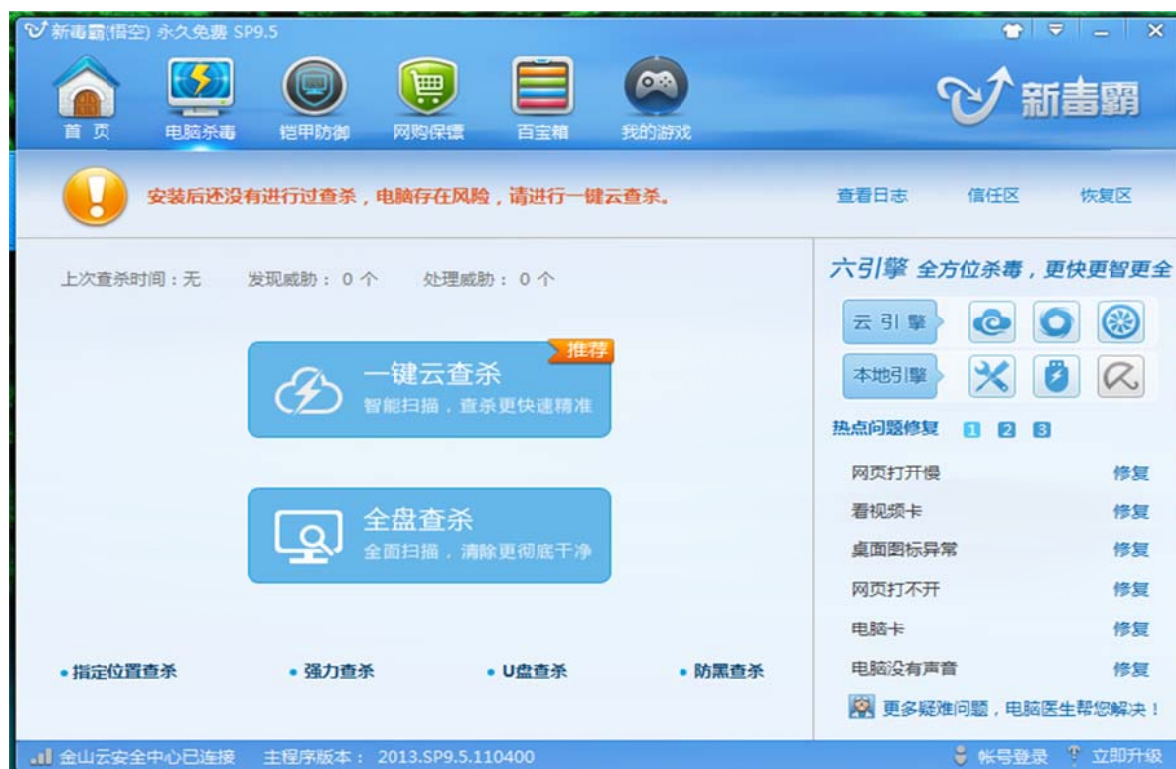 新毒霸(悟空) 永久免费 SP9.5
首页 电脑杀毒 铠甲防御 网购保镖 百宝箱 我的游戏
新毒霸
安装后还没有进行过查杀，电脑存在风险，请进行一键云查杀。
查看日志 信任区 恢复区
上次查杀时间：无 发现威胁： 0 个 处理威胁： 0 个
推荐
一键云查杀
智能扫描，查杀更快速精准
全盘查杀
全面扫描，清除更彻底干净
•指定位置查杀 •强力查杀 •U盘查杀 •防黑查杀
六引擎 全方位杀毒，更快更智更全
云引擎
本地引擎
热点问题修复 1 2 3
网页打开慢 修复
看视频卡 修复
桌面图标异常 修复
网页打不开 修复
电脑卡 修复
电脑没有声音 修复
更多疑难问题，电脑医生帮您解决！
金山云安全中心已连接 主程序版本： 2013.SP9.5.110400 帐号登录 立即升级